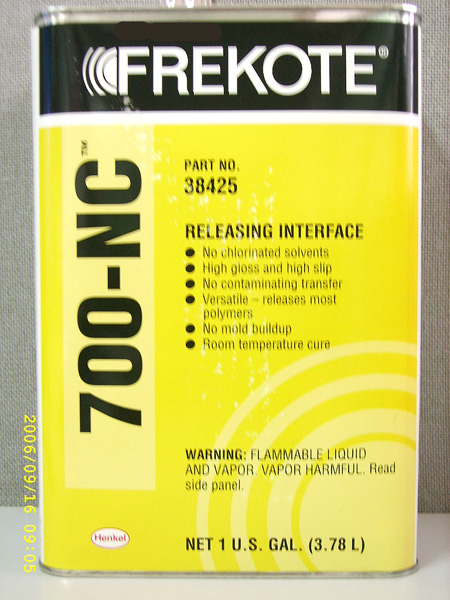 FREKOTE®
700-NC™
PART NO.
38425
RELEASING INTERFACE
● No chlorinated solvents
● High gloss and high slip
● No contaminating transfer
● Versatile – releases most
polymers
● No mold buildup
● Room temperature cure
WARNING: FLAMMABLE LIQUID
AND VAPOR. VAPOR HARMFUL. Read
side panel.
Henkel
NET 1 U.S. GAL. (3.78 L)
2006/09/16 09:05